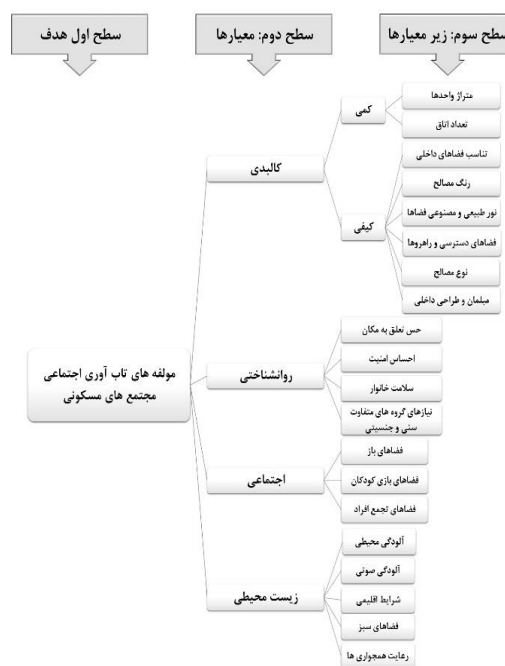 سطح سوم: زیر معیارها
سطح دوم: معیارها
سطح اول هدف
متراژ واحدها
کمی
تعداد اتاق
تناسب فضاهای داخلی
کالبدی
رنگ مصالح
نور طبیعی و مصنوعی فضاها
کیفی
فضاهای دسترسی و راهروها
نوع مصالح
مبلمان و طراحی داخلی
حس تعلق به مکان
احساس امنیت
روانشناختی
مولفه های تاب آوری اجتماعی
مجتمع های مسکونی
سلامت خانوار
نیازهای گروه های متفاوت
سنی و جنسیتی
فضاهای باز
اجتماعی
فضاهای بازی کودکان
فضاهای تجمع افراد
آلودگی محیطی
آلودگی صوتی
زیست محیطی
شرایط اقلیمی
فضاهای سبز
رعایت همجواری ها